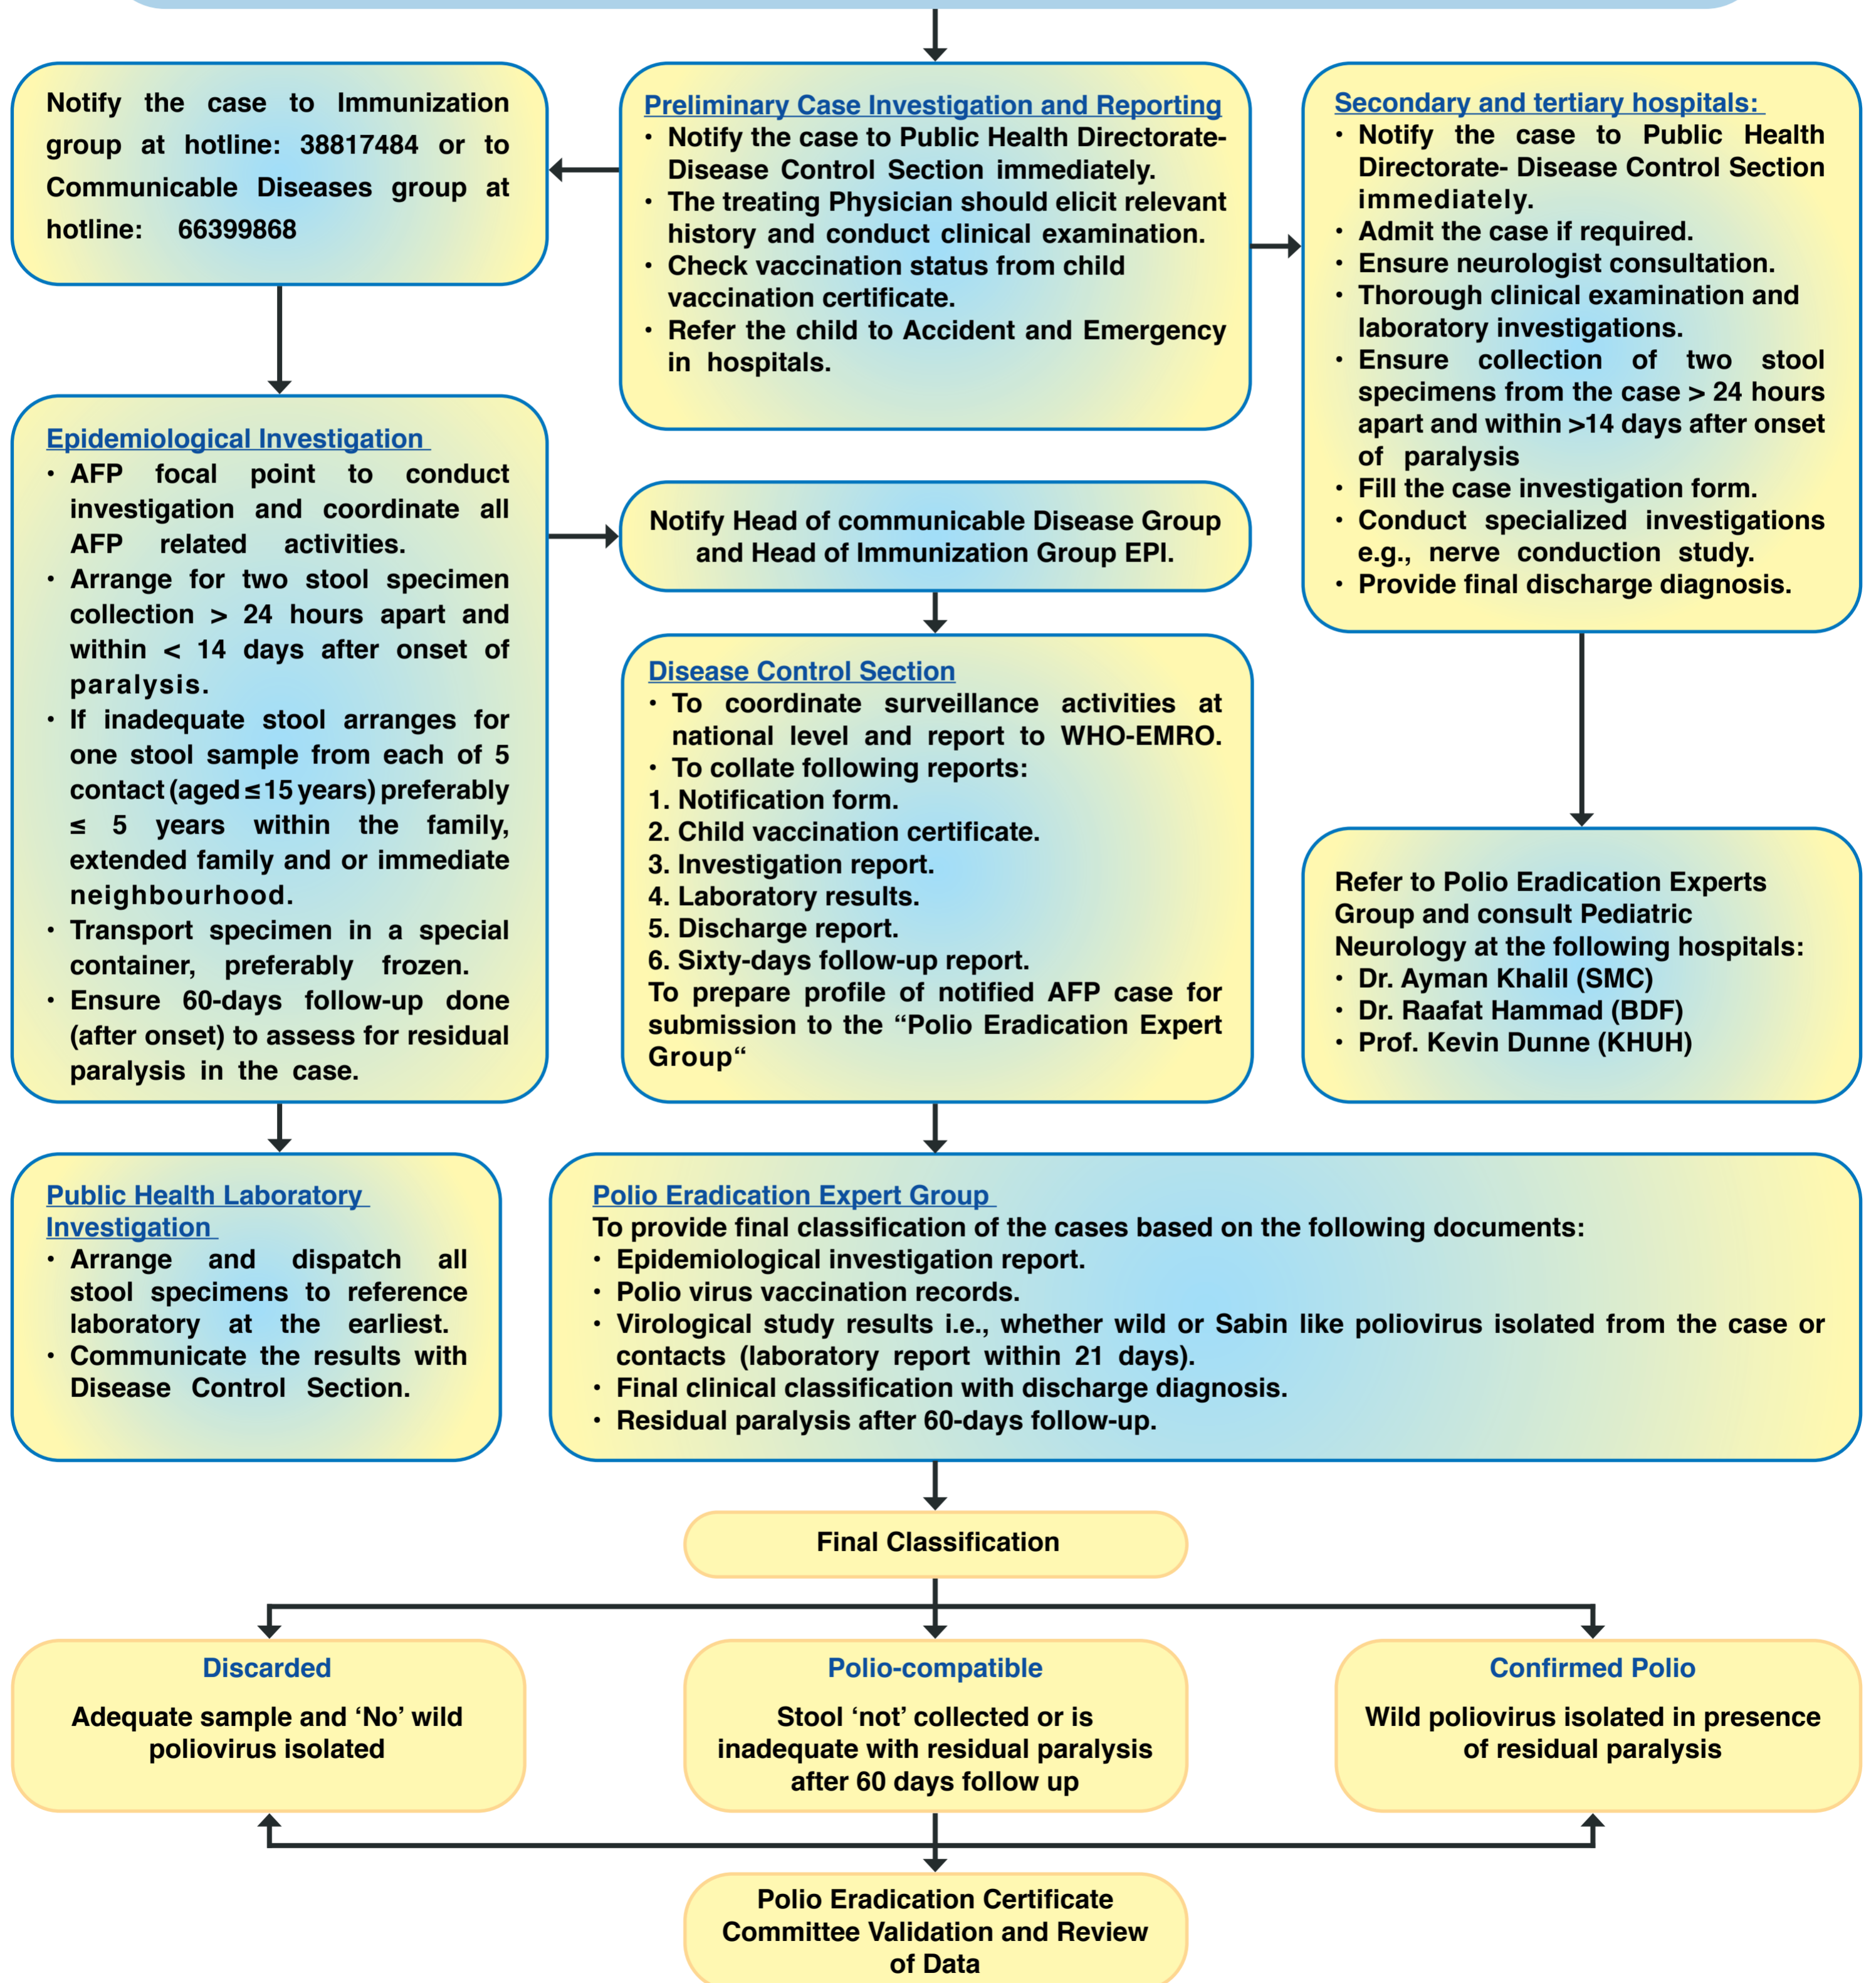 Notify the case to Immunization
group at hotline: 38817484 or to
Communicable Diseases group at
hotline: 66399868
Preliminary Case Investigation and Reporting
• Notify the case to Public Health Directorate-
Disease Control Section immediately.
• The treating Physician should elicit relevant
history and conduct clinical examination.
• Check vaccination status from child
vaccination certificate.
• Refer the child to Accident and Emergency
in hospitals.
Secondary and tertiary hospitals:
• Notify the case to Public Health
Directorate- Disease Control Section
immediately.
• Admit the case if required.
• Ensure neurologist consultation.
• Thorough clinical examination and
laboratory investigations.
• Ensure collection of two stool
specimens from the case > 24 hours
apart and within >14 days after onset
of paralysis
• Fill the case investigation form.
• Conduct specialized investigations
e.g., nerve conduction study.
• Provide final discharge diagnosis.
Epidemiological Investigation
• AFP focal point to conduct
investigation and coordinate all
AFP related activities.
• Arrange for two stool specimen
collection > 24 hours apart and
within < 14 days after onset of
paralysis.
• If inadequate stool arranges for
one stool sample from each of 5
contact (aged ≤ 15 years) preferably
≤ 5 years within the family,
extended family and or immediate
neighbourhood.
• Transport specimen in a special
container, preferably frozen.
• Ensure 60-days follow-up done
(after onset) to assess for residual
paralysis in the case.
Notify Head of communicable Disease Group
and Head of Immunization Group EPI.
Disease Control Section
• To coordinate surveillance activities at
national level and report to WHO-EMRO.
• To collate following reports:
1. Notification form.
2. Child vaccination certificate.
3. Investigation report.
4. Laboratory results.
5. Discharge report.
6. Sixty-days follow-up report.
To prepare profile of notified AFP case for
submission to the “Polio Eradication Expert
Group“
Refer to Polio Eradication Experts
Group and consult Pediatric
Neurology at the following hospitals:
• Dr. Ayman Khalil (SMC)
• Dr. Raafat Hammad (BDF)
• Prof. Kevin Dunne (KHUH)
Public Health Laboratory
Investigation
• Arrange and dispatch all
stool specimens to reference
laboratory at the earliest.
• Communicate the results with
Disease Control Section.
Polio Eradication Expert Group
To provide final classification of the cases based on the following documents:
• Epidemiological investigation report.
• Polio virus vaccination records.
• Virological study results i.e., whether wild or Sabin like poliovirus isolated from the case or
contacts (laboratory report within 21 days).
• Final clinical classification with discharge diagnosis.
• Residual paralysis after 60-days follow-up.
Final Classification
Discarded
Adequate sample and ‘No’ wild
poliovirus isolated
Polio-compatible
Stool ‘not’ collected or is
inadequate with residual paralysis
after 60 days follow up
Confirmed Polio
Wild poliovirus isolated in presence
of residual paralysis
Polio Eradication Certificate
Committee Validation and Review
of Data